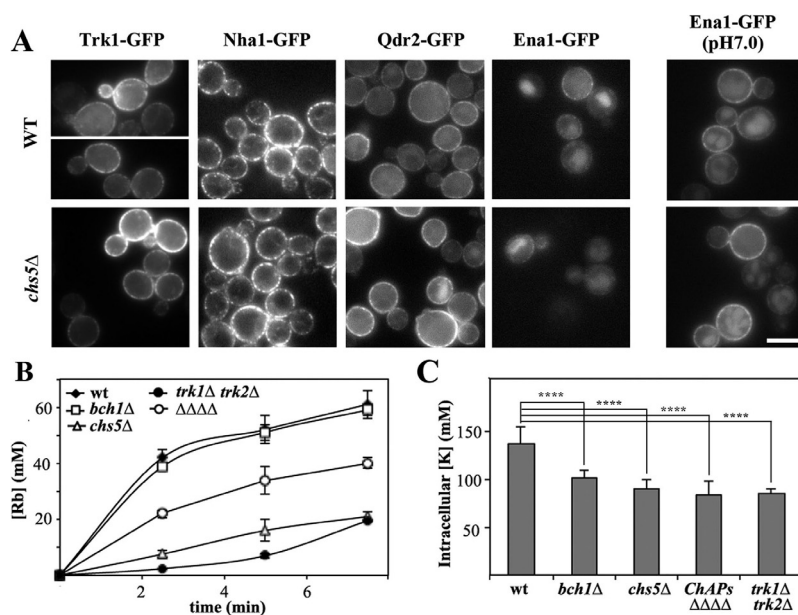 A
Trk1-GFP Nha1-GFP Qdr2-GFP Ena1-GFP Ena1-GFP
(pH7.0)
WT
chs5Δ
B
wt trk1Δ trk2Δ
bch1Δ ΔΔΔΔ
chs5Δ
[Rb] (mM)
60
40
20
0 2 4 6
time (min)
C
**** **** **** ****
Intracellular [K] (mM)
150
100
50
wt bch1Δ chs5Δ ChAPs trk1Δ
ΔΔΔΔ trk2Δ